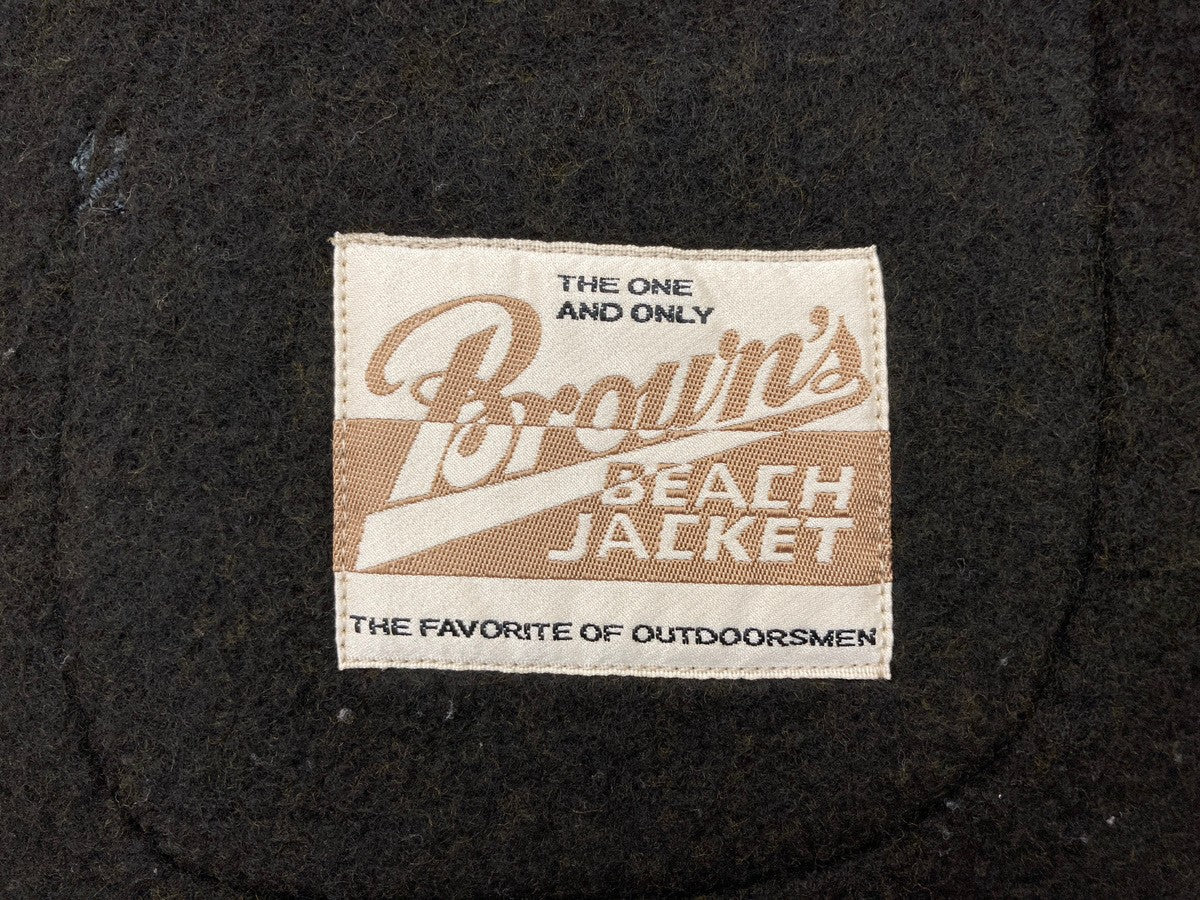 THE ONE
AND ONLY
Brown's
BEACH
JACKET
THE FAVORITE OF OUTDOORSMEN